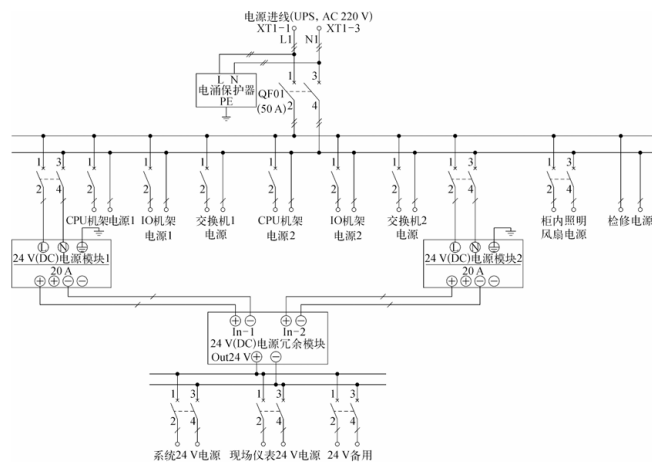 电源进线(UPS, AC 220 V)
XT1-1 XT1-3
L1 N1
L N
电涌保护器
PE
1 3
QF01
(50 A)
2 4
1 3 1 1 1 1 1 1 1 3 1 3
2 4 2 2 2 2 2 2 2 4 2 4
CPU机架电源1
IO机架
电源1
交换机1
电源
CPU机架
电源2
IO机架
电源2
交换机2
电源
柜内照明
风扇电源
检修电源
L N
24 V(DC)电源模块1
20 A
L N
24 V(DC)电源模块2
20 A
In-1 In-2
24 V(DC)电源冗余模块
Out24 V
1 3 1 3 1 3
2 4 2 4 2 4
系统24 V电源 现场仪表24 V电源 24 V备用